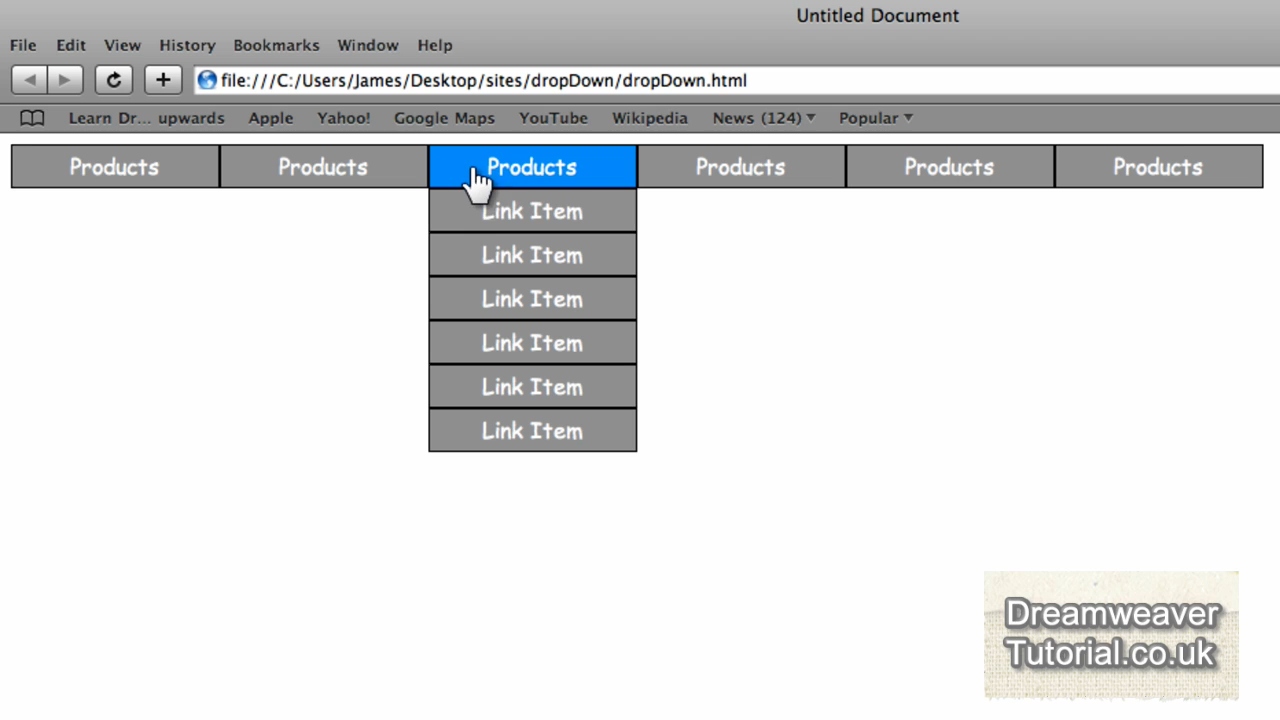 Untitled Document
File Edit View History Bookmarks Window Help
file:///C:/Users/James/Desktop/sites/dropDown/dropDown.html
Learn Dr... upwards Apple Yahoo! Google Maps YouTube Wikipedia News (124) Popular
Products Products Products Products Products Products
Link Item
Link Item
Link Item
Link Item
Link Item
Link Item
Dreamweaver
Tutorial.co.uk